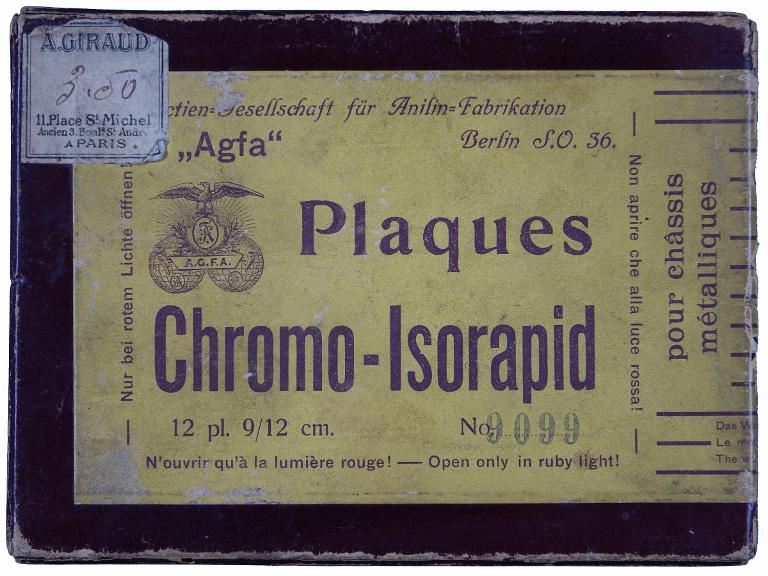 A. GIRAUD
3.50
11, Place St Michel
Ancien 3, Boult St André
A PARIS.
ctien=Gesellschaft für Anilin=Fabrikation
Berlin S.O. 36.
„Agfa“
A.G.F.A.
Plaques
Chromo-Isorapid
12 pl. 9/12 cm.
No. 9099
N'ouvrir qu'à la lumière rouge! — Open only in ruby light!
Nur bei rotem Lichte öffnen
Non aprire che alla luce rossa!
pour châssis
métalliques
Das
Le
The